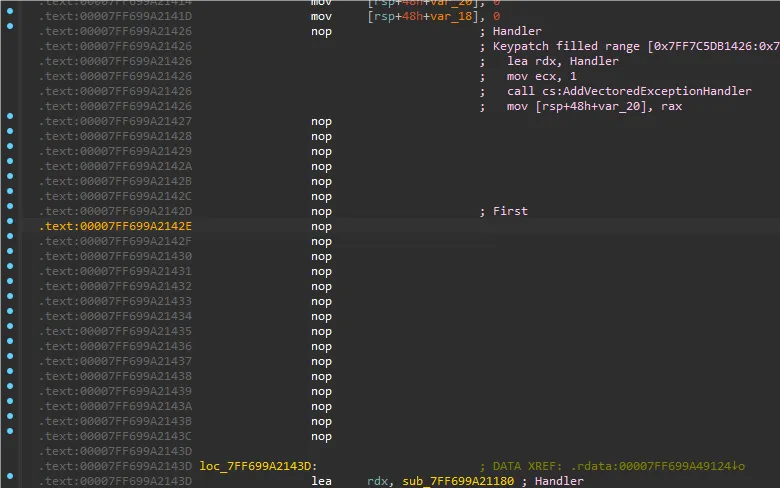 .text:00007FF699A21414 mov [rsp+48h+var_20], 0
.text:00007FF699A2141D mov [rsp+48h+var_18], 0
.text:00007FF699A21426 nop ; Handler
.text:00007FF699A21426 ; Keypatch filled range [0x7FF7C5DB1426:0x7
.text:00007FF699A21426 ; lea rdx, Handler
.text:00007FF699A21426 ; mov ecx, 1
.text:00007FF699A21426 ; call cs:AddVectoredExceptionHandler
.text:00007FF699A21426 ; mov [rsp+48h+var_20], rax
.text:00007FF699A21427 nop
.text:00007FF699A21428 nop
.text:00007FF699A21429 nop
.text:00007FF699A2142A nop
.text:00007FF699A2142B nop
.text:00007FF699A2142C nop
.text:00007FF699A2142D nop ; First
.text:00007FF699A2142E nop
.text:00007FF699A2142F nop
.text:00007FF699A21430 nop
.text:00007FF699A21431 nop
.text:00007FF699A21432 nop
.text:00007FF699A21433 nop
.text:00007FF699A21434 nop
.text:00007FF699A21435 nop
.text:00007FF699A21436 nop
.text:00007FF699A21437 nop
.text:00007FF699A21438 nop
.text:00007FF699A21439 nop
.text:00007FF699A2143A nop
.text:00007FF699A2143B nop
.text:00007FF699A2143C nop
.text:00007FF699A2143D
.text:00007FF699A2143D loc_7FF699A2143D: ; DATA XREF: .rdata:00007FF699A49124↓o
.text:00007FF699A2143D lea rdx, sub_7FF699A21180 ; Handler